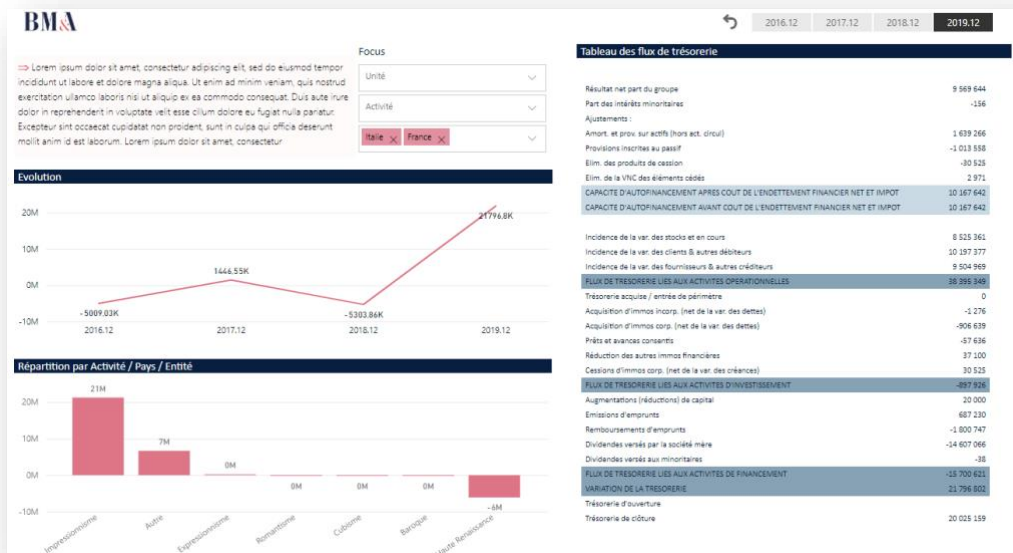 BM&A
2016.12 2017.12 2018.12 2019.12
⇒ Lorem ipsum dolor sit amet, consectetur adipiscing elit, sed do eiusmod tempor
incididunt ut labore et dolore magna aliqua. Ut enim ad minim veniam, quis nostrud
exercitation ullamco laboris nisi ut aliquip ex ea commodo consequat. Duis aute irure
dolor in reprehenderit in voluptate velit esse cillum dolore eu fugiat nulla pariatur.
Excepteur sint occaecat cupidatat non proident, sunt in culpa qui officia deserunt
mollit anim id est laborum. Lorem ipsum dolor sit amet, consectetur
Focus
Unité
Activité
Italie France
Evolution
20M
10M
0M
-10M
-5009.03K
1446.55K
-5303.86K
21796.8K
2016.12 2017.12 2018.12 2019.12
Répartition par Activité / Pays / Entité
20M
10M
0M
-10M
21M
7M
0M
0M
0M
0M
-6M
Impressionnisme
Autre
Expressionnisme
Romantisme
Cubisme
Baroque
Haute Renaissance
Tableau des flux de trésorerie
Résultat net part du groupe 9 569 644
Part des intérêts minoritaires -156
Ajustements :
Amort. et prov. sur actifs (hors act. circul) 1 639 266
Provisions inscrites au passif -1 013 558
Elim. des produits de cession -30 525
Elim. de la VNC des éléments cédés 2 971
CAPACITE D'AUTOFINANCEMENT APRES COUT DE L'ENDETTEMENT FINANCIER NET ET IMPOT 10 167 642
CAPACITE D'AUTOFINANCEMENT AVANT COUT DE L'ENDETTEMENT FINANCIER NET ET IMPOT 10 167 642
Incidence de la var. des stocks et en cours 8 525 361
Incidence de la var. des clients & autres débiteurs 10 197 377
Incidence de la var. des fournisseurs & autres créditeurs 9 504 969
FLUX DE TRESORERIE LIES AUX ACTIVITES OPERATIONNELLES 38 395 349
Trésorerie acquise / entrée de périmètre 0
Acquisition d'immos incorp. (net de la var. des dettes) -1 276
Acquisition d'immos corp. (net de la var. des dettes) -906 639
Prêts et avances consentis -57 636
Réduction des autres immos financières 37 100
Cessions d'immos corp. (net de la var. des créances) 30 525
FLUX DE TRESORERIE LIES AUX ACTIVITES D'INVESTISSEMENT -897 926
Augmentations (réductions) de capital 20 000
Emissions d'emprunts 687 230
Remboursements d'emprunts -1 800 747
Dividendes versés par la société mère -14 607 066
Dividendes versés aux minoritaires -38
FLUX DE TRESORERIE LIES AUX ACTIVITES DE FINANCEMENT -15 700 621
VARIATION DE LA TRESORERIE 21 796 802
Trésorerie d'ouverture
Trésorerie de clôture 20 025 159